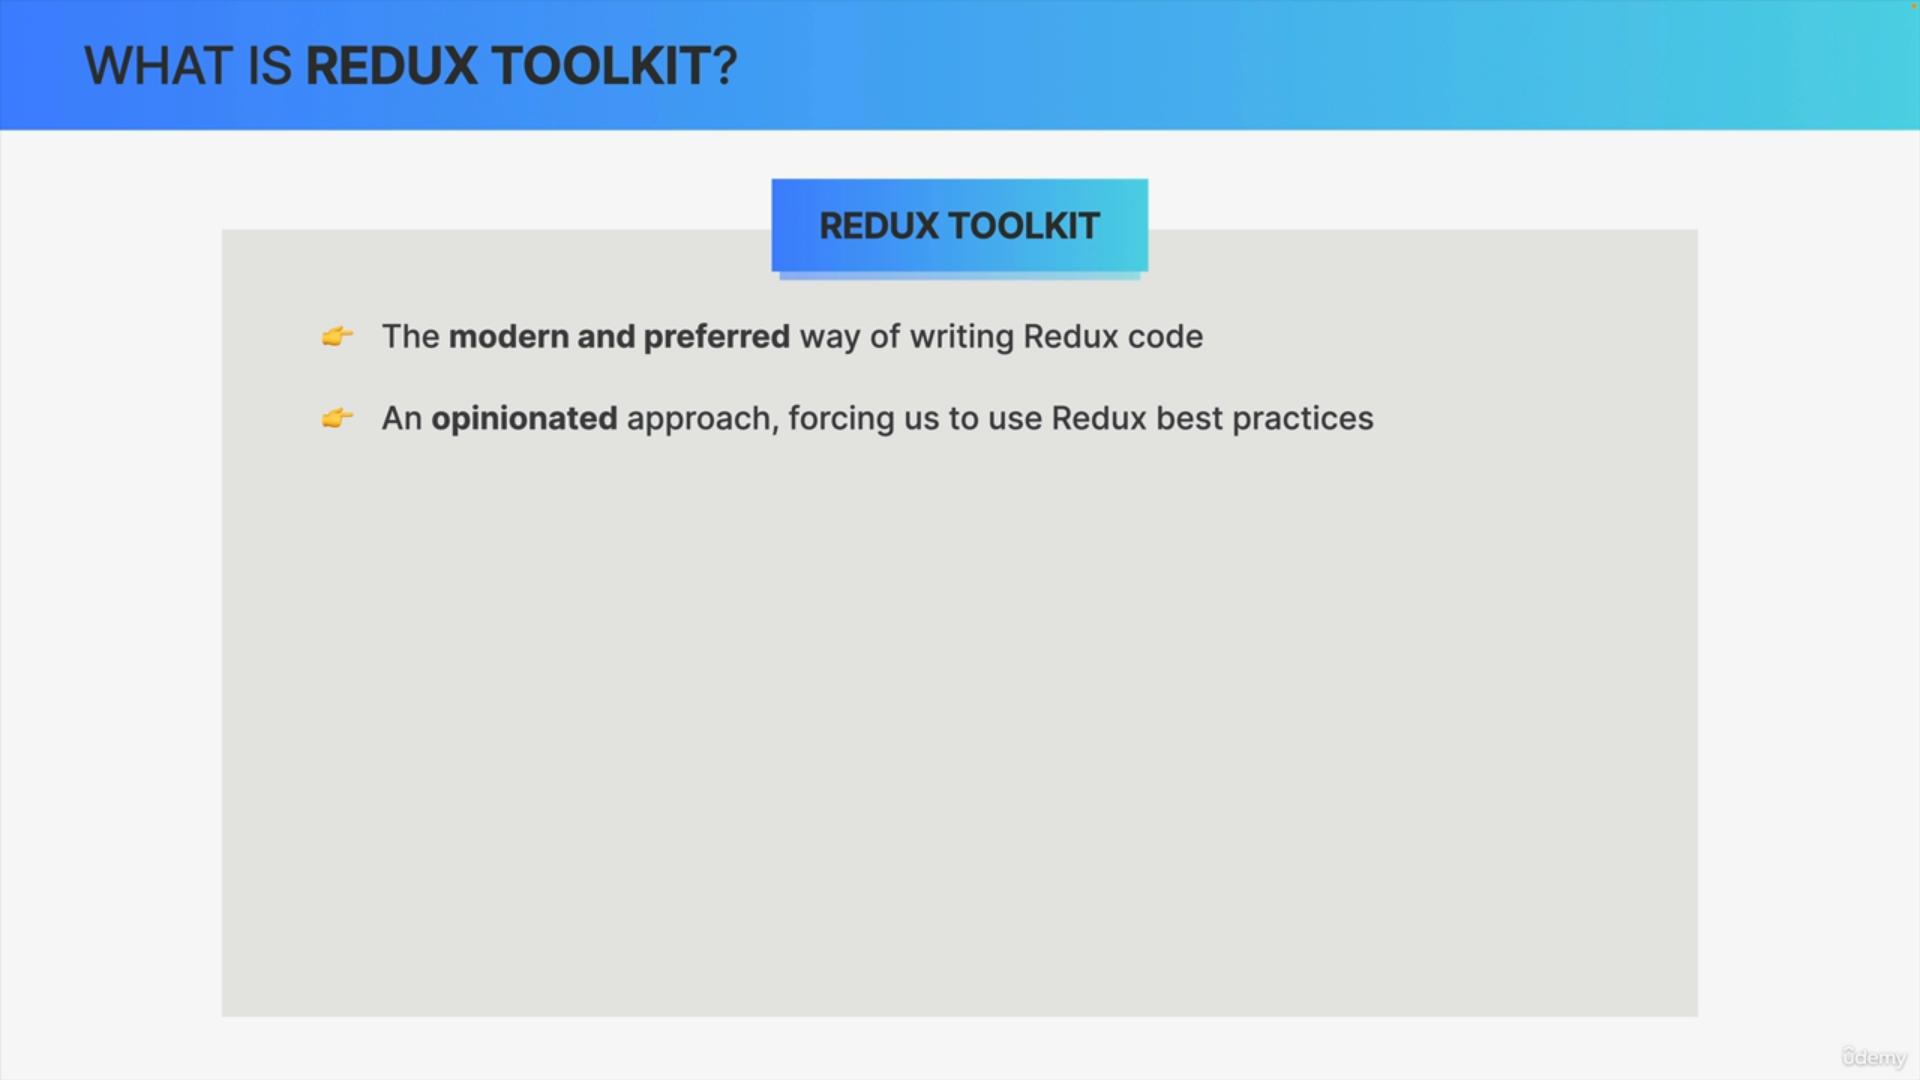 WHAT IS REDUX TOOLKIT?
REDUX TOOLKIT
👉 The modern and preferred way of writing Redux code
👉 An opinionated approach, forcing us to use Redux best practices
ûdemy